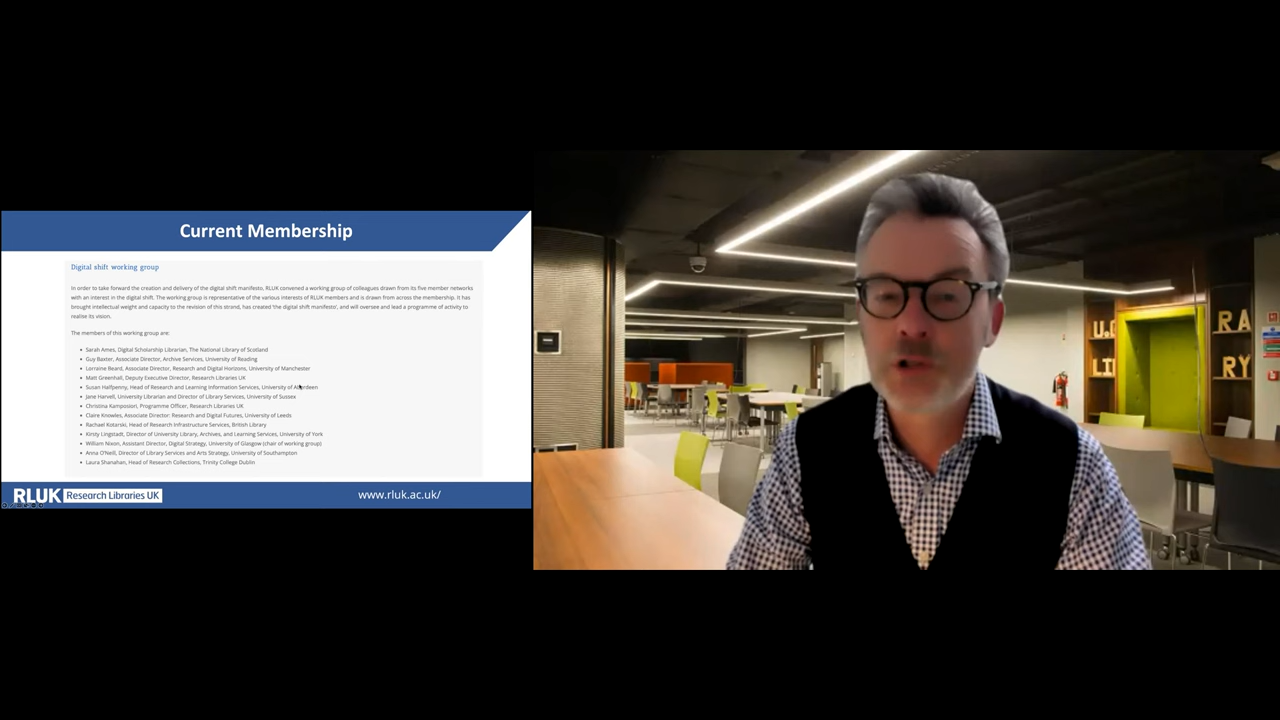 Current Membership
Digital shift working group
In order to take forward the creation and delivery of the digital shift manifesto, RLUK convened a working group of colleagues drawn from its five member networks
with an interest in the digital shift. The working group is representative of the various interests of RLUK members and is drawn from across the membership. It has
brought intellectual weight and capacity to the revision of this strand, has created 'the digital shift manifesto', and will oversee and lead a programme of activity to
realise its vision.
The members of this working group are:
• Sarah Ames, Digital Scholarship Librarian, The National Library of Scotland
• Guy Baxter, Associate Director, Archive Services, University of Reading
• Lorraine Beard, Associate Director, Research and Digital Horizons, University of Manchester
• Matt Greenhall, Deputy Executive Director, Research Libraries UK
• Susan Halfpenny, Head of Research and Learning Information Services, University of Aberdeen
• Jane Harvell, University Librarian and Director of Library Services, University of Sussex
• Christina Kamposiori, Programme Officer, Research Libraries UK
• Claire Knowles, Associate Director: Research and Digital Futures, University of Leeds
• Rachael Kotarski, Head of Research Infrastructure Services, British Library
• Kirsty Lingstadt, Director of University Library, Archives, and Learning Services, University of York
• William Nixon, Assistant Director, Digital Strategy, University of Glasgow (chair of working group)
• Anna O'Neill, Director of Library Services and Arts Strategy, University of Southampton
• Laura Shanahan, Head of Research Collections, Trinity College Dublin
RLUK Research Libraries UK
www.rluk.ac.uk/
U.G
RA
LI
RY